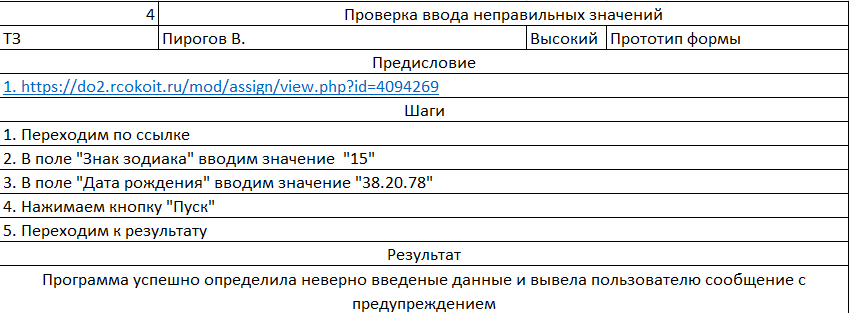 4 Проверка ввода неправильных значений
ТЗ Пирогов В. Высокий Прототип формы
Предисловие
1. https://do2.rcokoit.ru/mod/assign/view.php?id=4094269
Шаги
1. Переходим по ссылке
2. В поле "Знак зодиака" вводим значение "15"
3. В поле "Дата рождения" вводим значение "38.20.78"
4. Нажимаем кнопку "Пуск"
5. Переходим к результату
Результат
Программа успешно определила неверно введеные данные и вывела пользователю сообщение с
предупреждением